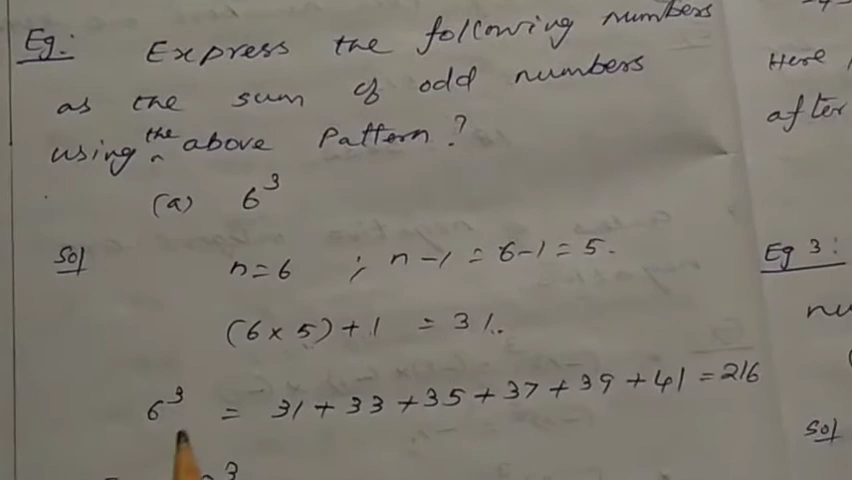 Eg: Express the following numbers
as the sum of odd numbers
using the above Pattern?
(a) 6³
Sol n=6 ; n-1 = 6-1 = 5.
(6 × 5) + 1 = 31.
6³ = 31 + 33 + 35 + 37 + 39 + 41 = 216
Here
after
Eg 3:
nu
Sol